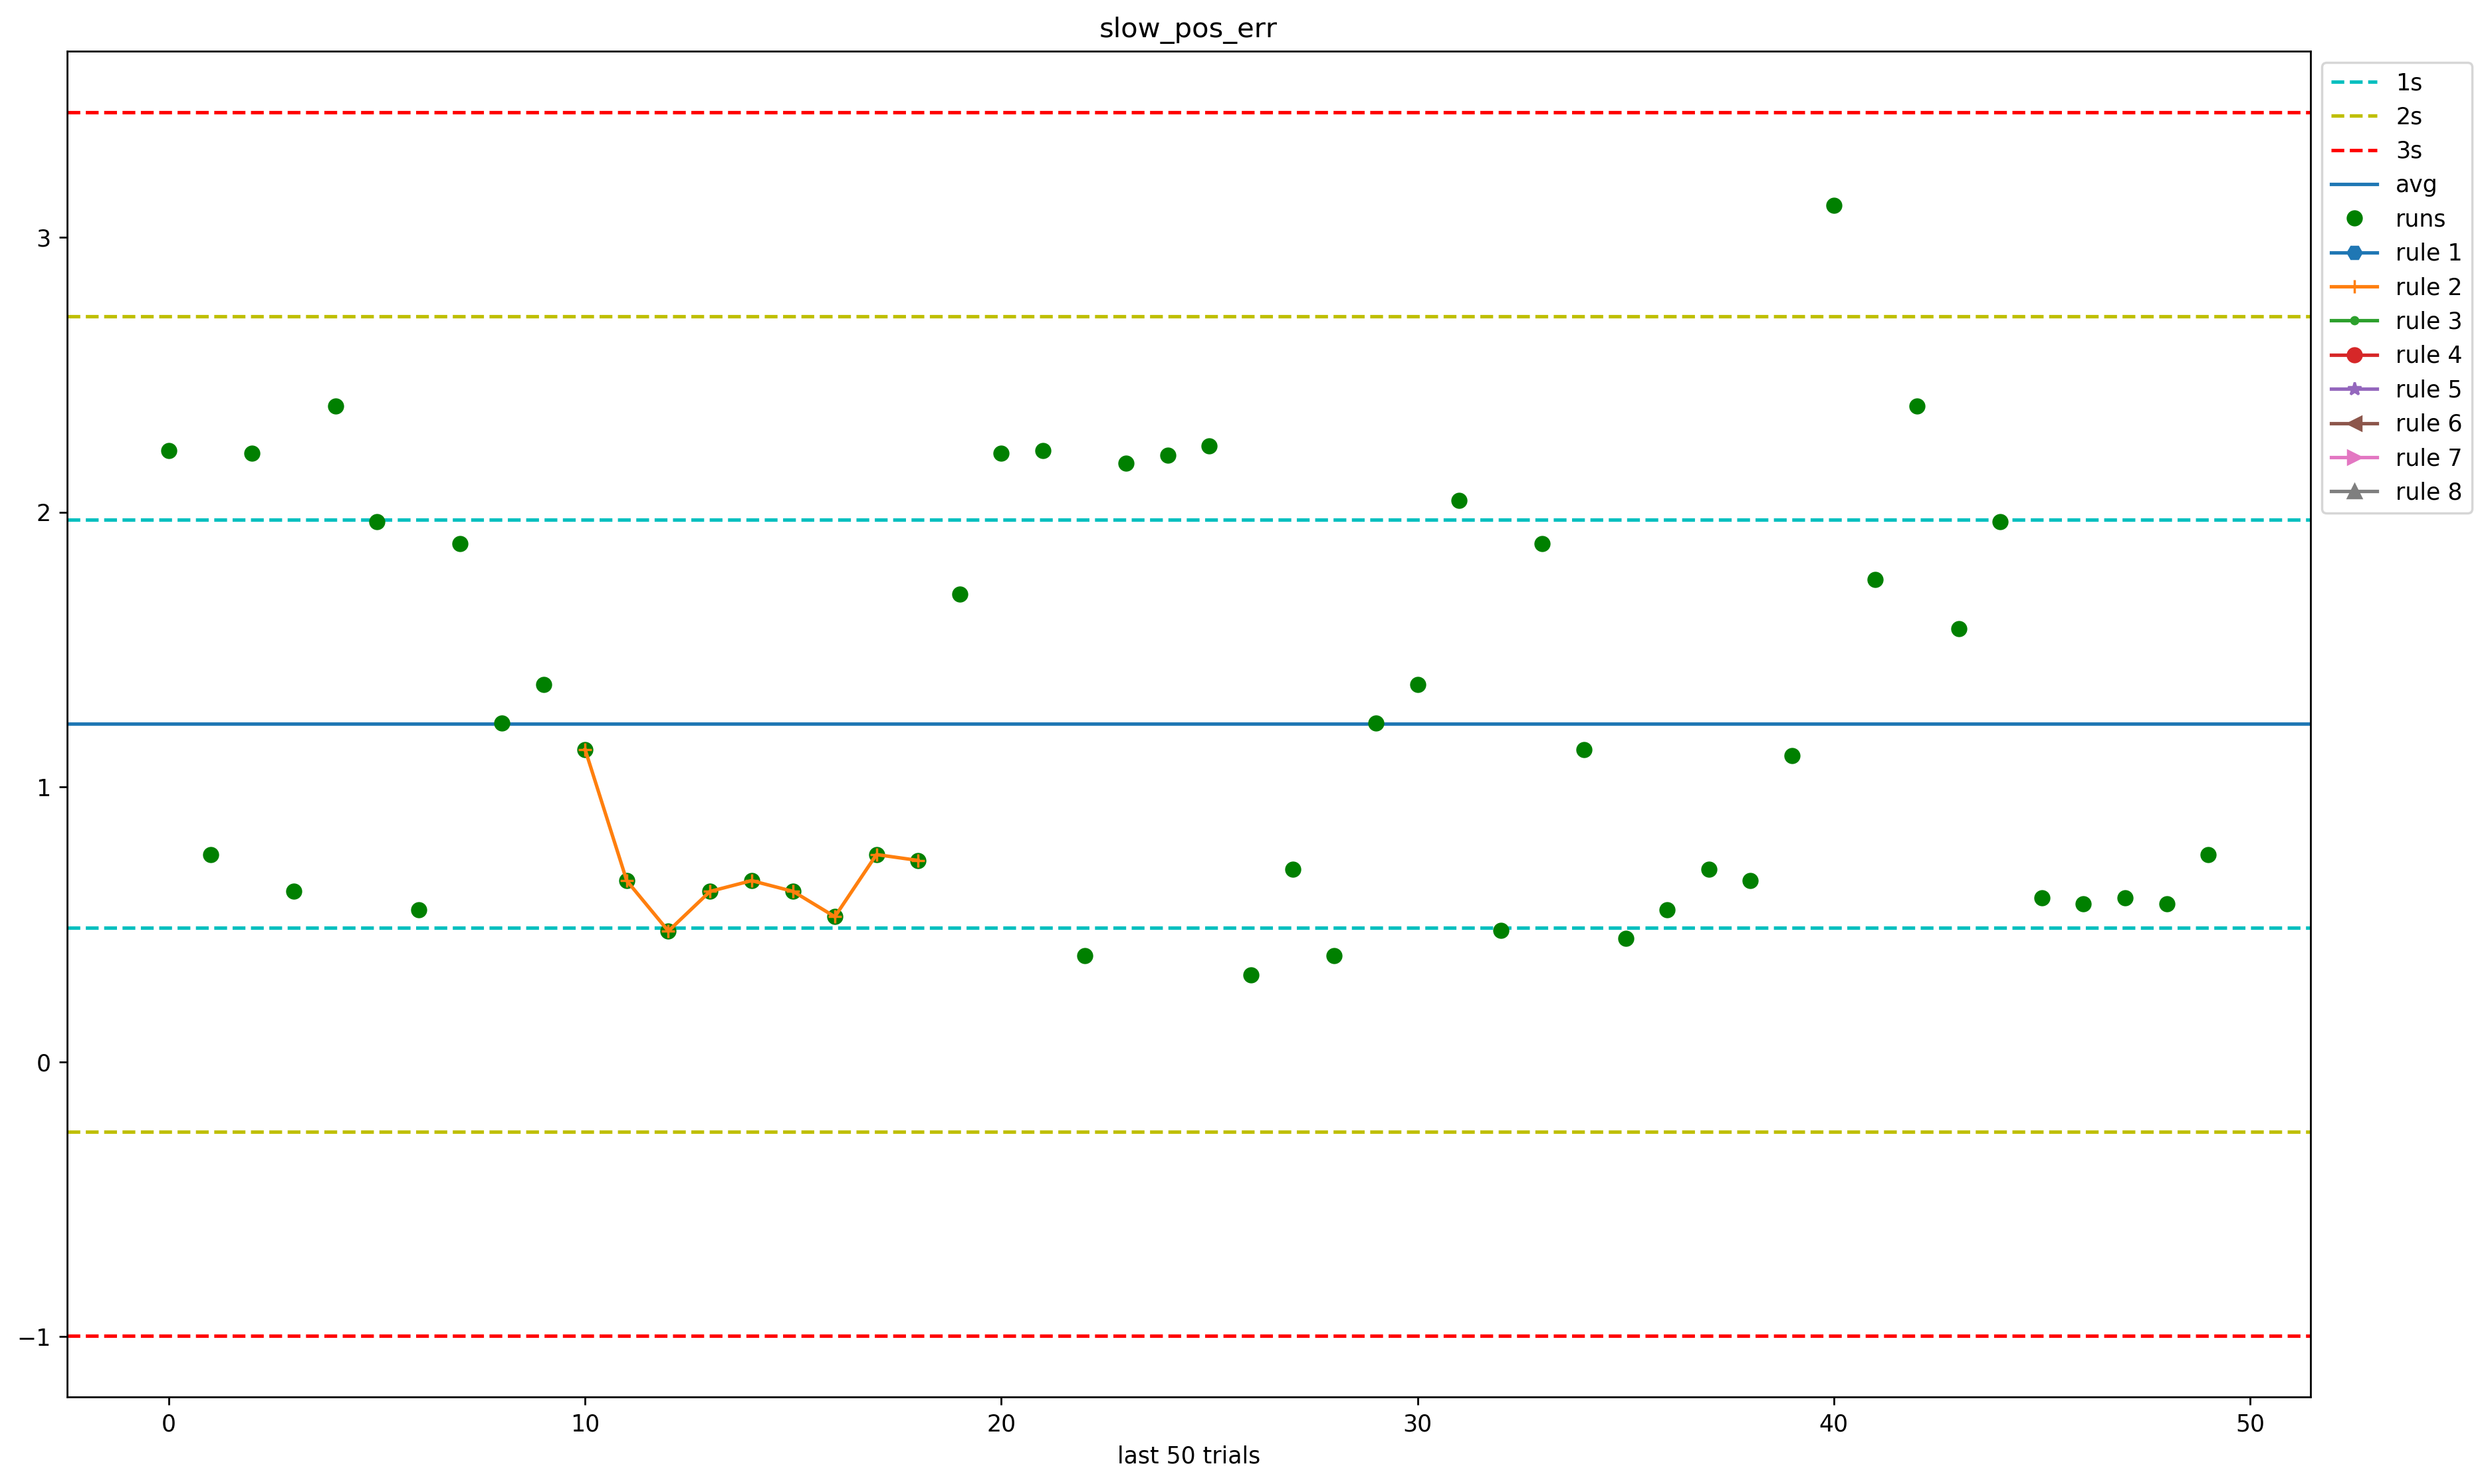 slow_pos_err
3
2
1
0
−1
0 10 20 30 40 50
last 50 trials
1s
2s
3s
avg
runs
rule 1
rule 2
rule 3
rule 4
rule 5
rule 6
rule 7
rule 8